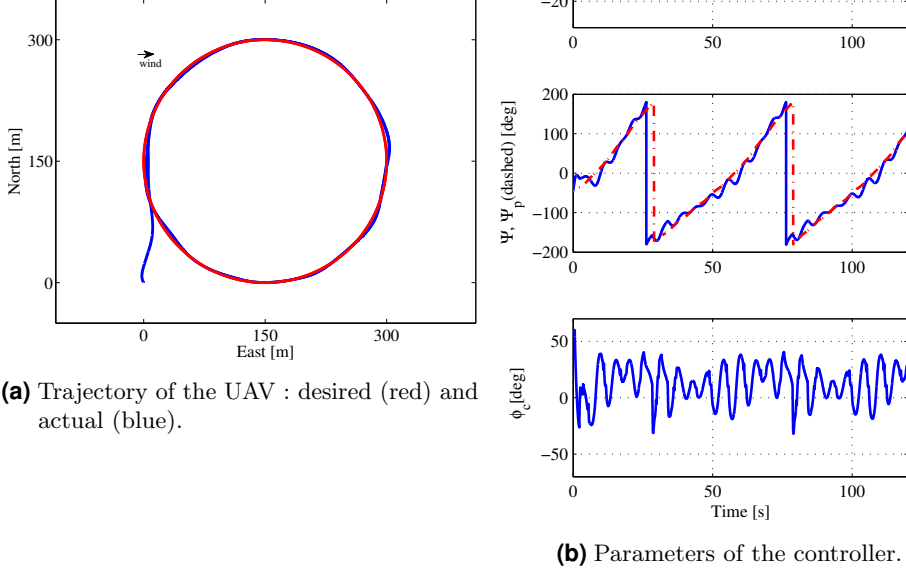 300
150
0
North [m]
wind
0 150 300
East [m]
(a) Trajectory of the UAV : desired (red) and
actual (blue).
−20
0 50 100
200
100
0
−100
−200
Ψ, Ψp(dashed) [deg]
0 50 100
50
0
−50
ϕc[deg]
0 50 100
Time [s]
(b) Parameters of the controller.